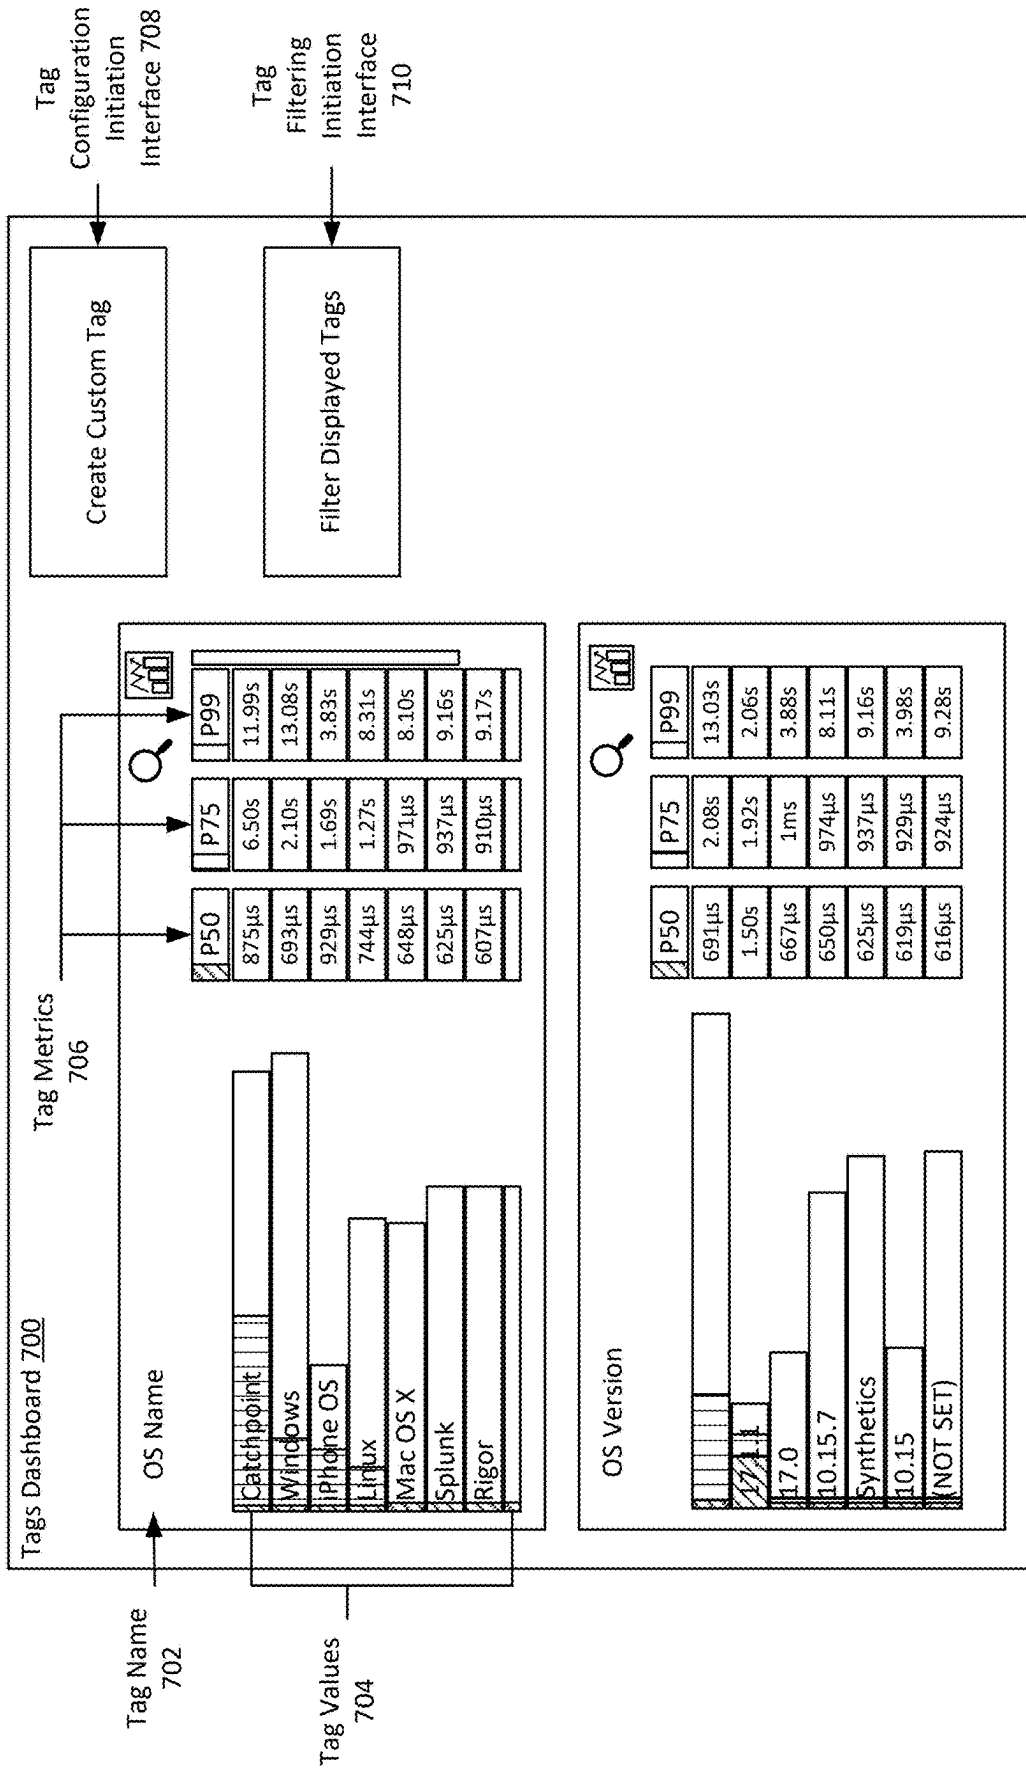 Tags Dashboard 700
Tag Name
702
Tag Values
704
Tag Metrics
706
Tag
Configuration
Initiation
Interface 708
Tag
Filtering
Initiation
Interface
710
Create Custom Tag
Filter Displayed Tags
OS Name
P50 P75 P99
Catchpoint 875µs 6.50s 11.99s
Windows 693µs 2.10s 13.08s
iPhone OS 929µs 1.69s 3.83s
Linux 744µs 1.27s 8.31s
Mac OS X 648µs 971µs 8.10s
Splunk 625µs 937µs 9.16s
Rigor 607µs 910µs 9.17s
OS Version
P50 P75 P99
691µs 2.08s 13.03s
17.1.1 1.50s 1.92s 2.06s
17.0 667µs 1ms 3.88s
10.15.7 650µs 974µs 8.11s
Synthetics 625µs 937µs 9.16s
10.15 619µs 929µs 3.98s
(NOT SET) 616µs 924µs 9.28s